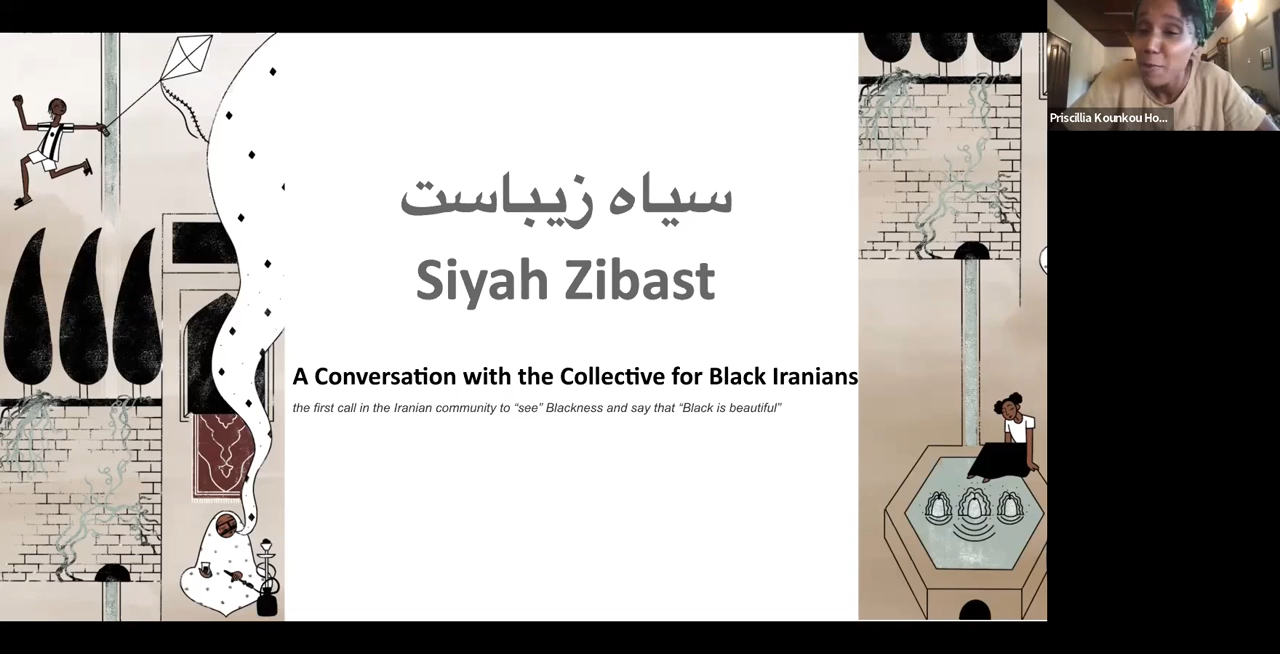 سیاه زیباست
Siyah Zibast
A Conversation with the Collective for Black Iranians
the first call in the Iranian community to “see” Blackness and say that “Black is beautiful”
Priscillia Kounkou Ho...